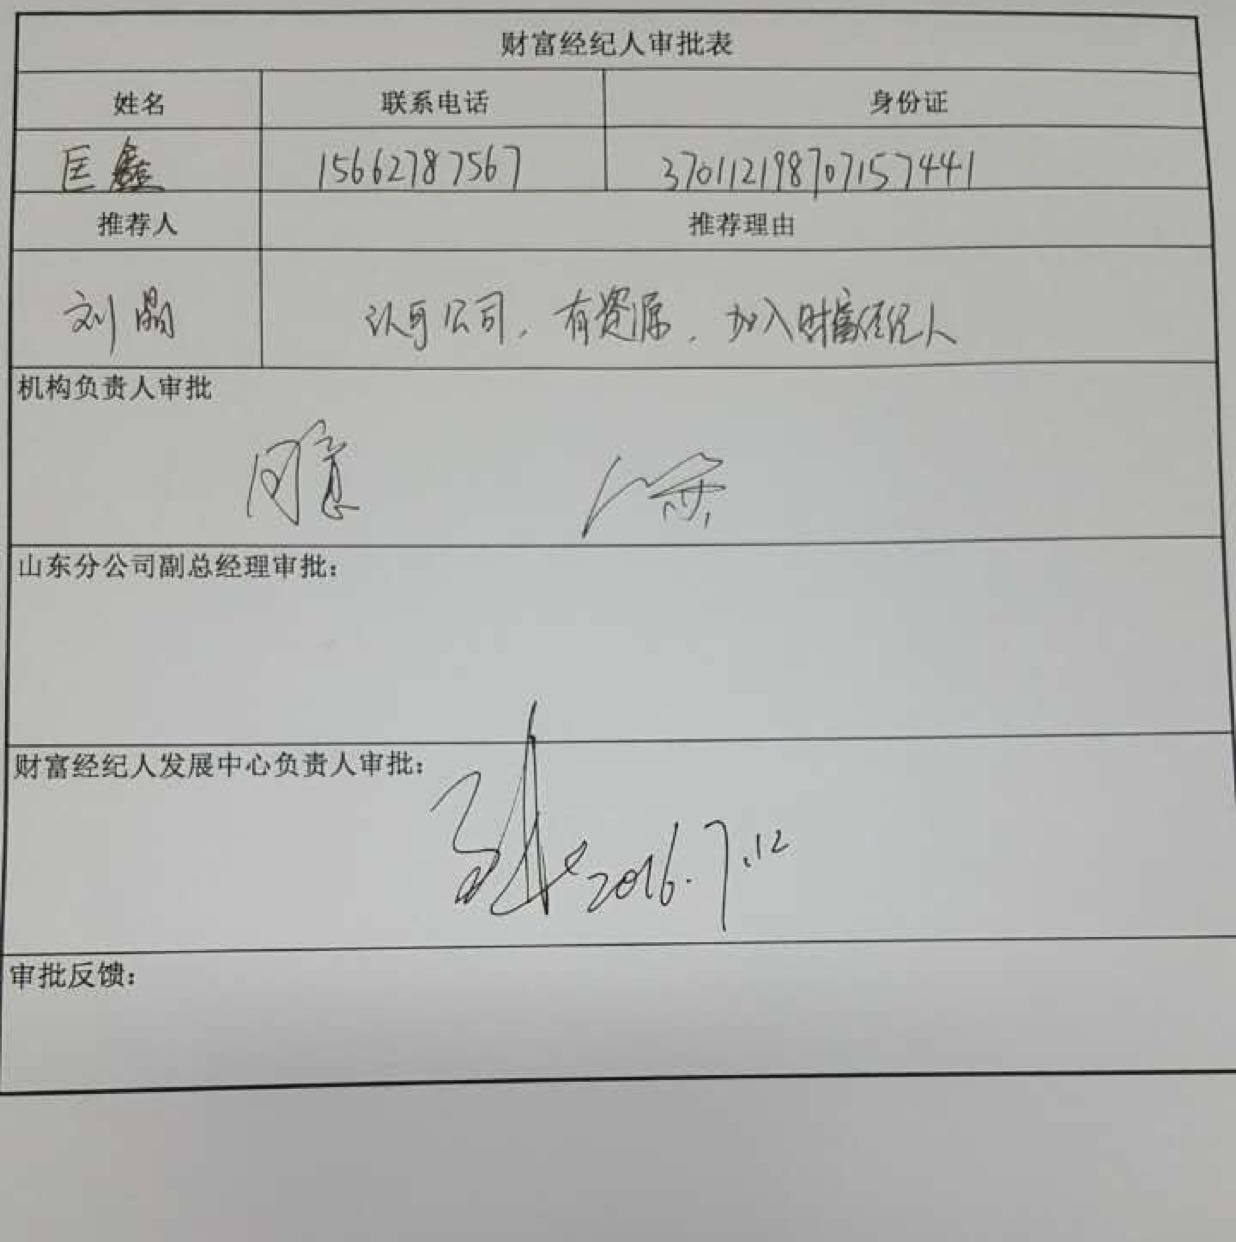 财富经纪人审批表
姓名 联系电话 身份证
匡鑫 15662787567 370112198707157441
推荐人 推荐理由
刘晶 认可公司,有资源,加入财富经纪人
机构负责人审批
同意
山东分公司副总经理审批:
财富经纪人发展中心负责人审批:
2016.7.12
审批反馈: